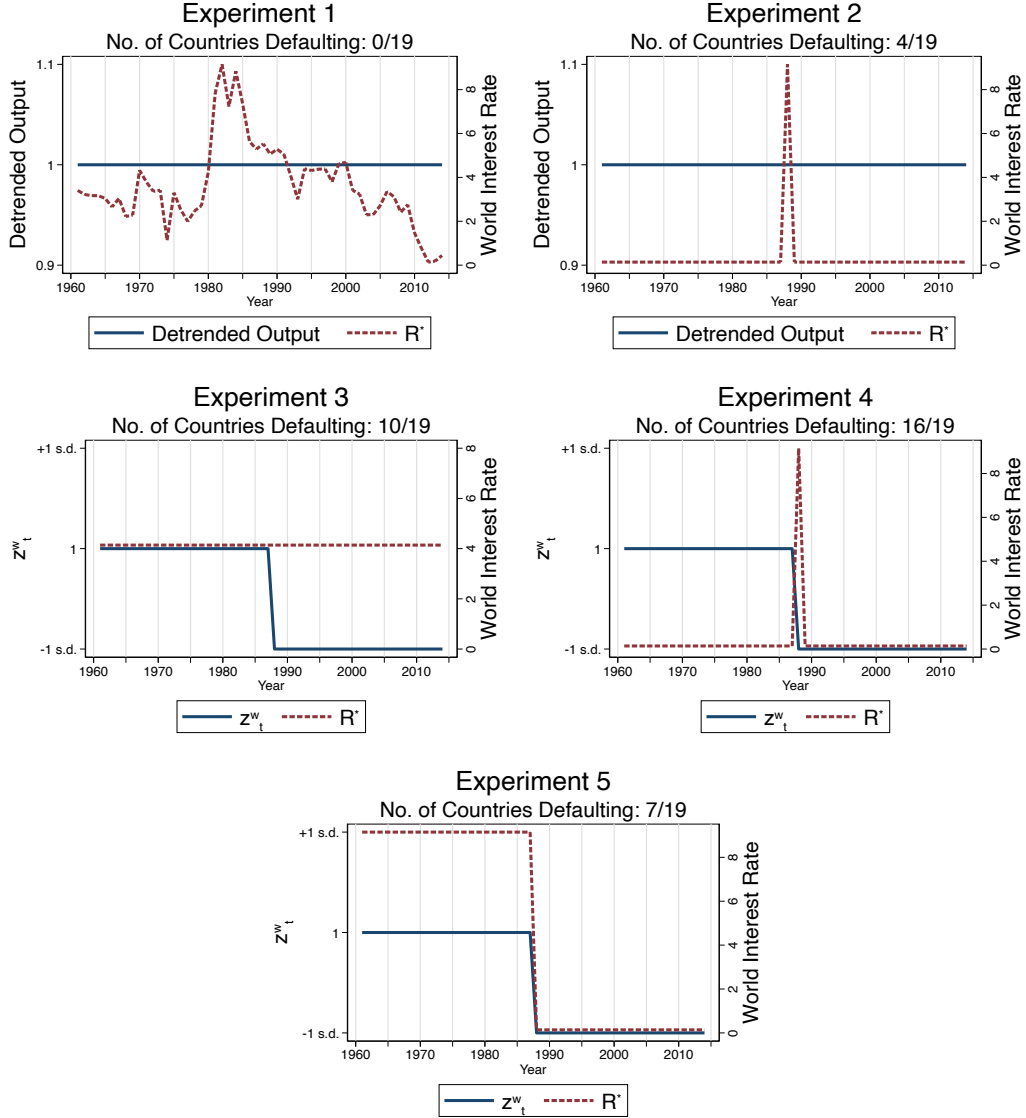 Experiment 1
No. of Countries Defaulting: 0/19
Detrended Output
1.1
1
0.9
8
6
4
2
0
World Interest Rate
1960 1970 1980 1990 2000 2010
Year
Detrended Output R*
Experiment 2
No. of Countries Defaulting: 4/19
Detrended Output
1.1
1
0.9
8
6
4
2
0
World Interest Rate
1960 1970 1980 1990 2000 2010
Year
Detrended Output R*
Experiment 3
No. of Countries Defaulting: 10/19
z^w_t
+1 s.d.
1
-1 s.d.
8
6
4
2
0
World Interest Rate
1960 1970 1980 1990 2000 2010
Year
z^w_t R*
Experiment 4
No. of Countries Defaulting: 16/19
z^w_t
+1 s.d.
1
-1 s.d.
8
6
4
2
0
World Interest Rate
1960 1970 1980 1990 2000 2010
Year
z^w_t R*
Experiment 5
No. of Countries Defaulting: 7/19
z^w_t
+1 s.d.
1
-1 s.d.
8
6
4
2
0
World Interest Rate
1960 1970 1980 1990 2000 2010
Year
z^w_t R*